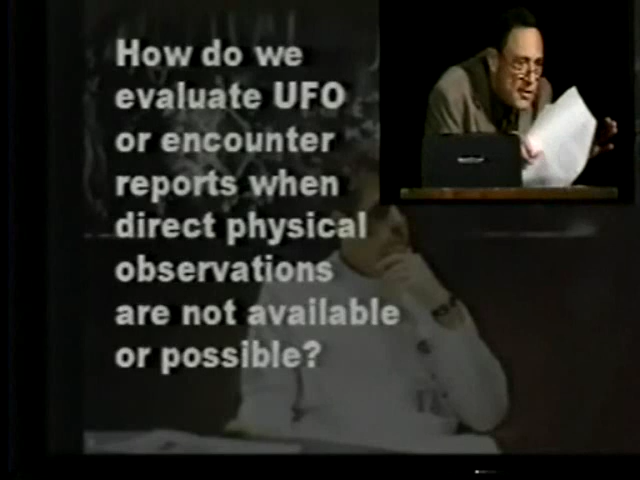 How do we
evaluate UFO
or encounter
reports when
direct physical
observations
are not available
or possible?